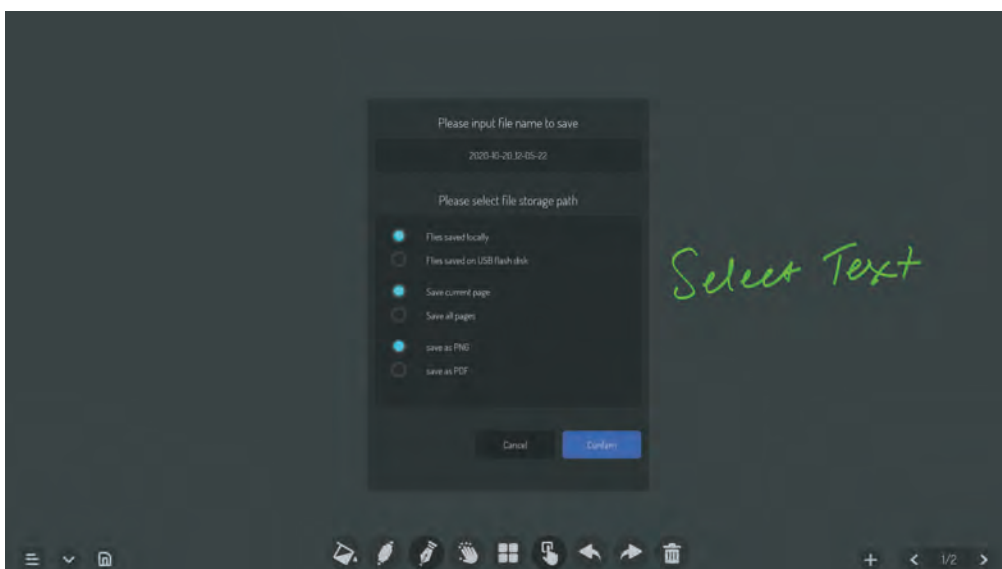 Please input file name to save
2020-10-20_12-05-22
Please select file storage path
Files saved locally
Files saved on USB flash disk
Save current page
Save all pages
save as PNG
save as PDF
Select Text
Cancel
Confirm
1/2